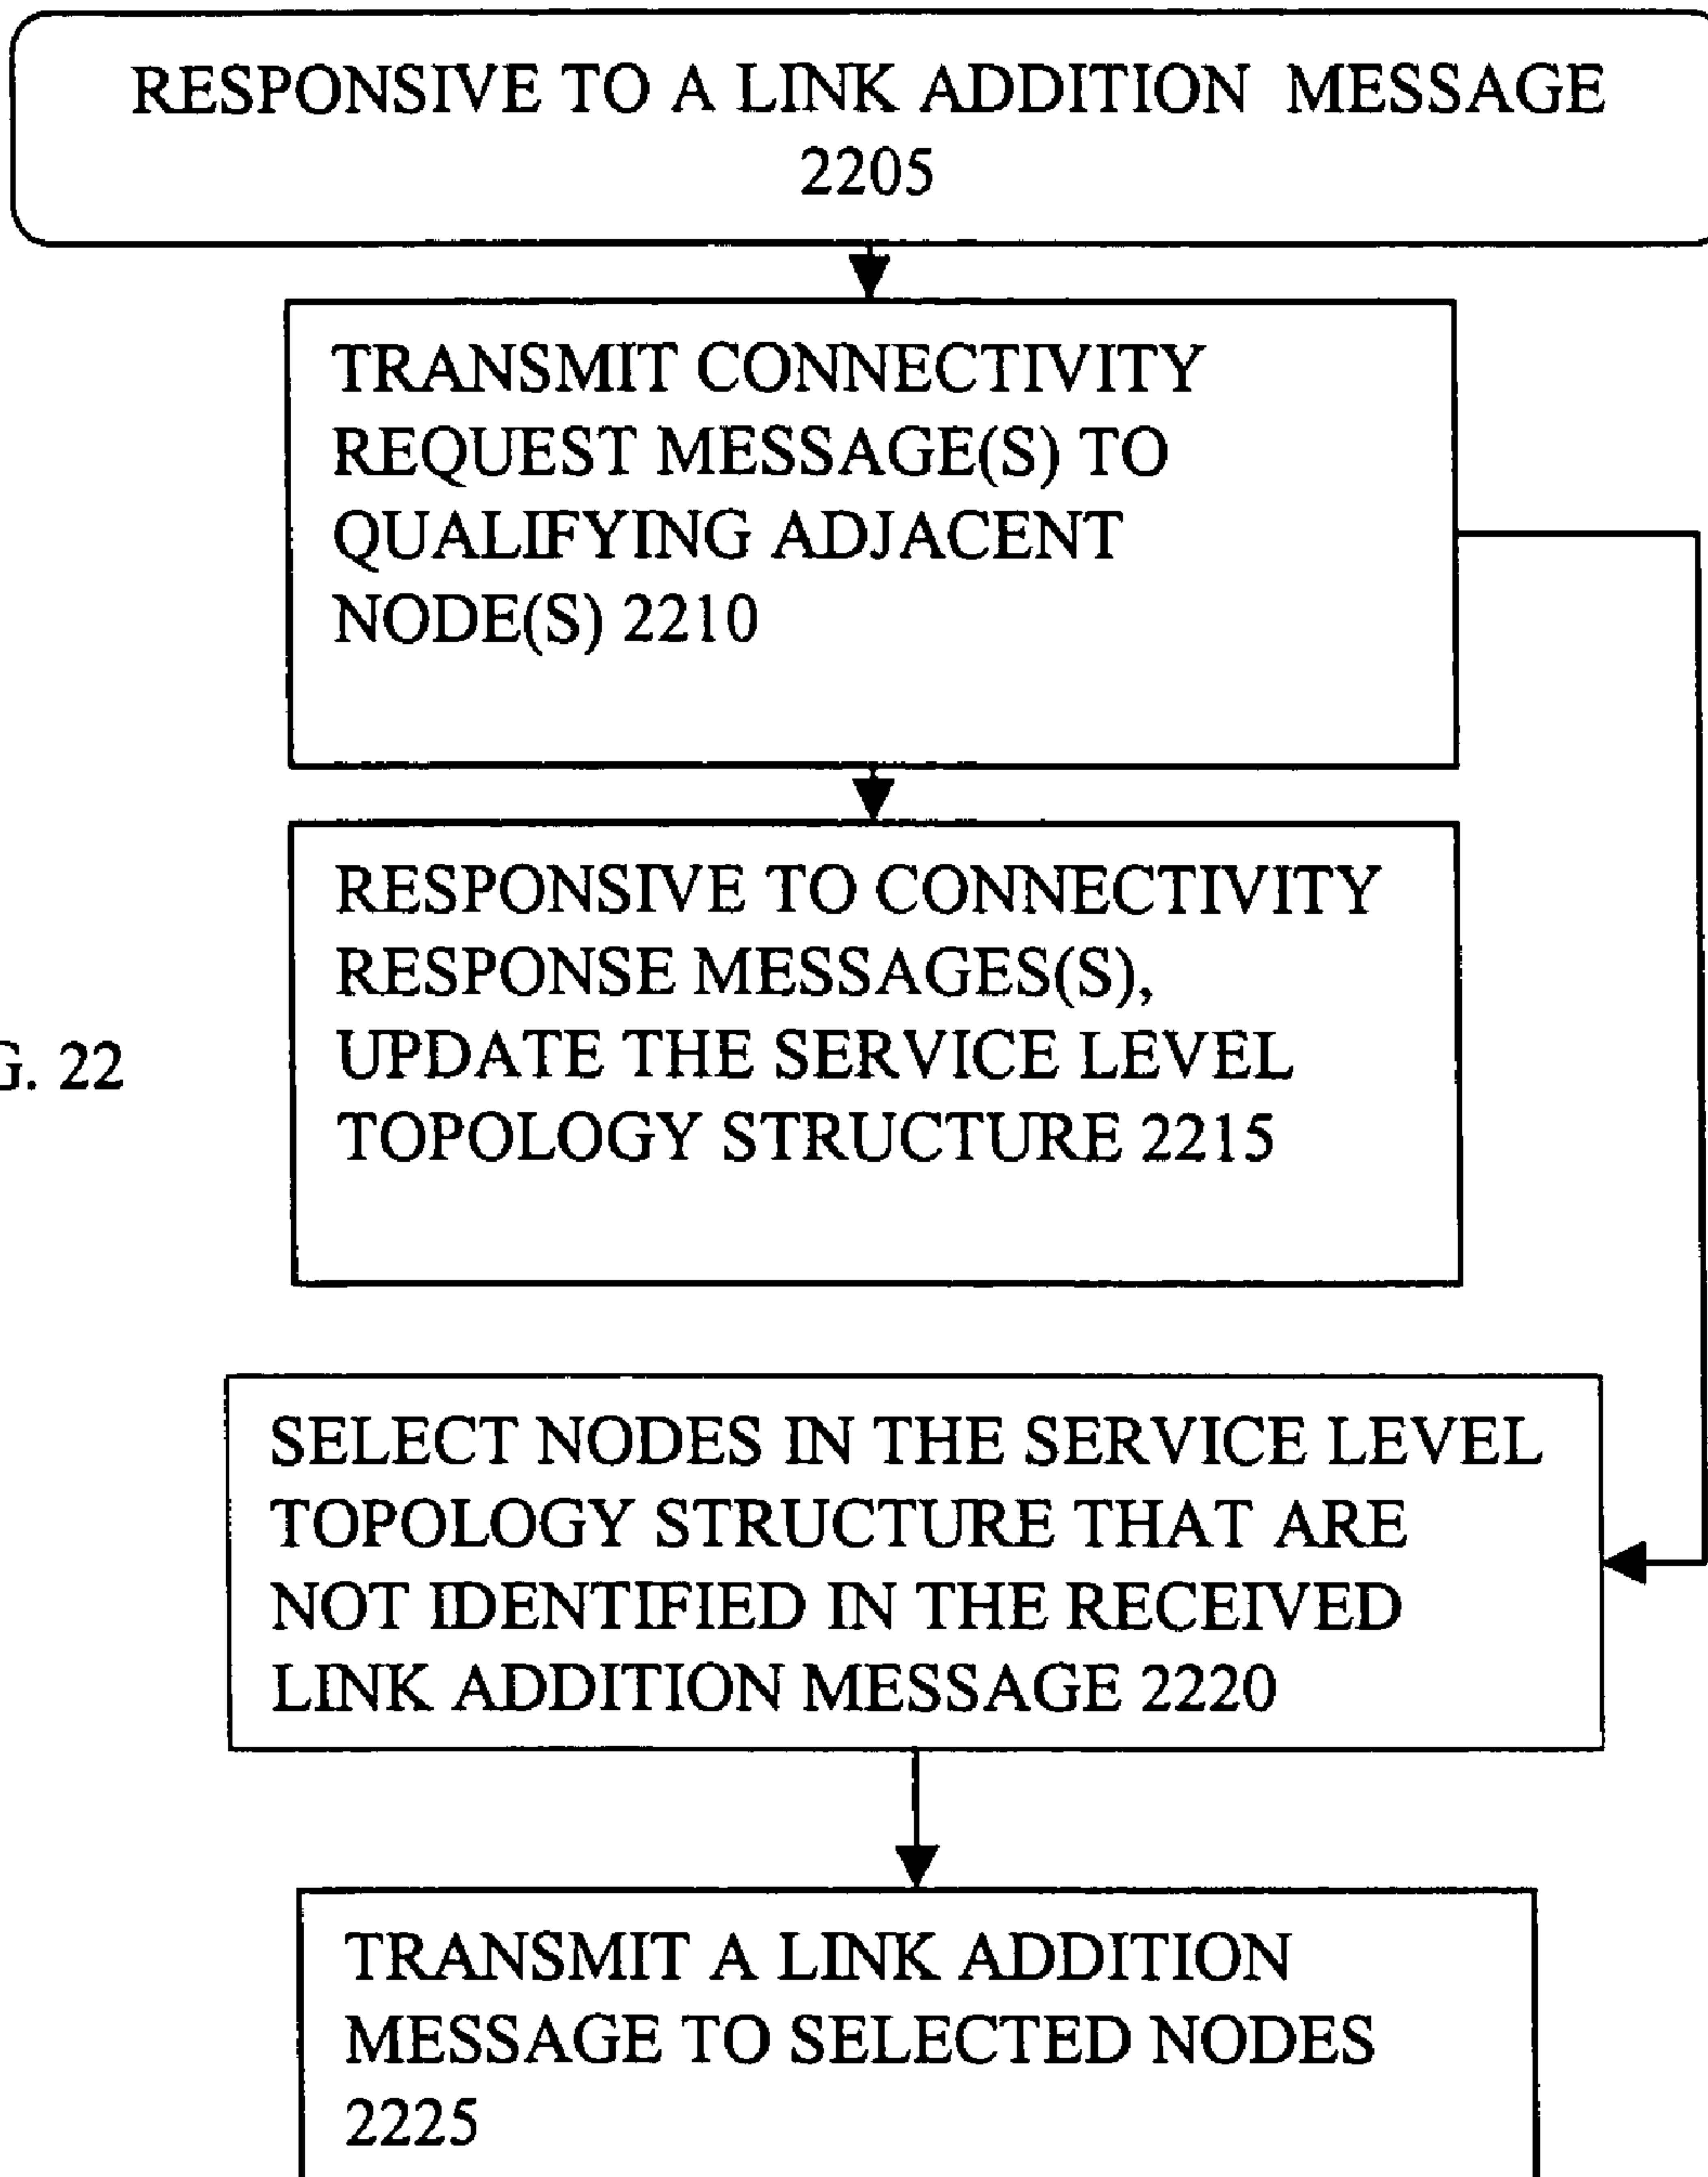 RESPONSIVE TO A LINK ADDITION MESSAGE
2205
TRANSMIT CONNECTIVITY
REQUEST MESSAGE(S) TO
QUALIFYING ADJACENT
NODE(S) 2210
RESPONSIVE TO CONNECTIVITY
RESPONSE MESSAGES(S),
UPDATE THE SERVICE LEVEL
TOPOLOGY STRUCTURE 2215
G. 22
SELECT NODES IN THE SERVICE LEVEL
TOPOLOGY STRUCTURE THAT ARE
NOT IDENTIFIED IN THE RECEIVED
LINK ADDITION MESSAGE 2220
TRANSMIT A LINK ADDITION
MESSAGE TO SELECTED NODES
2225